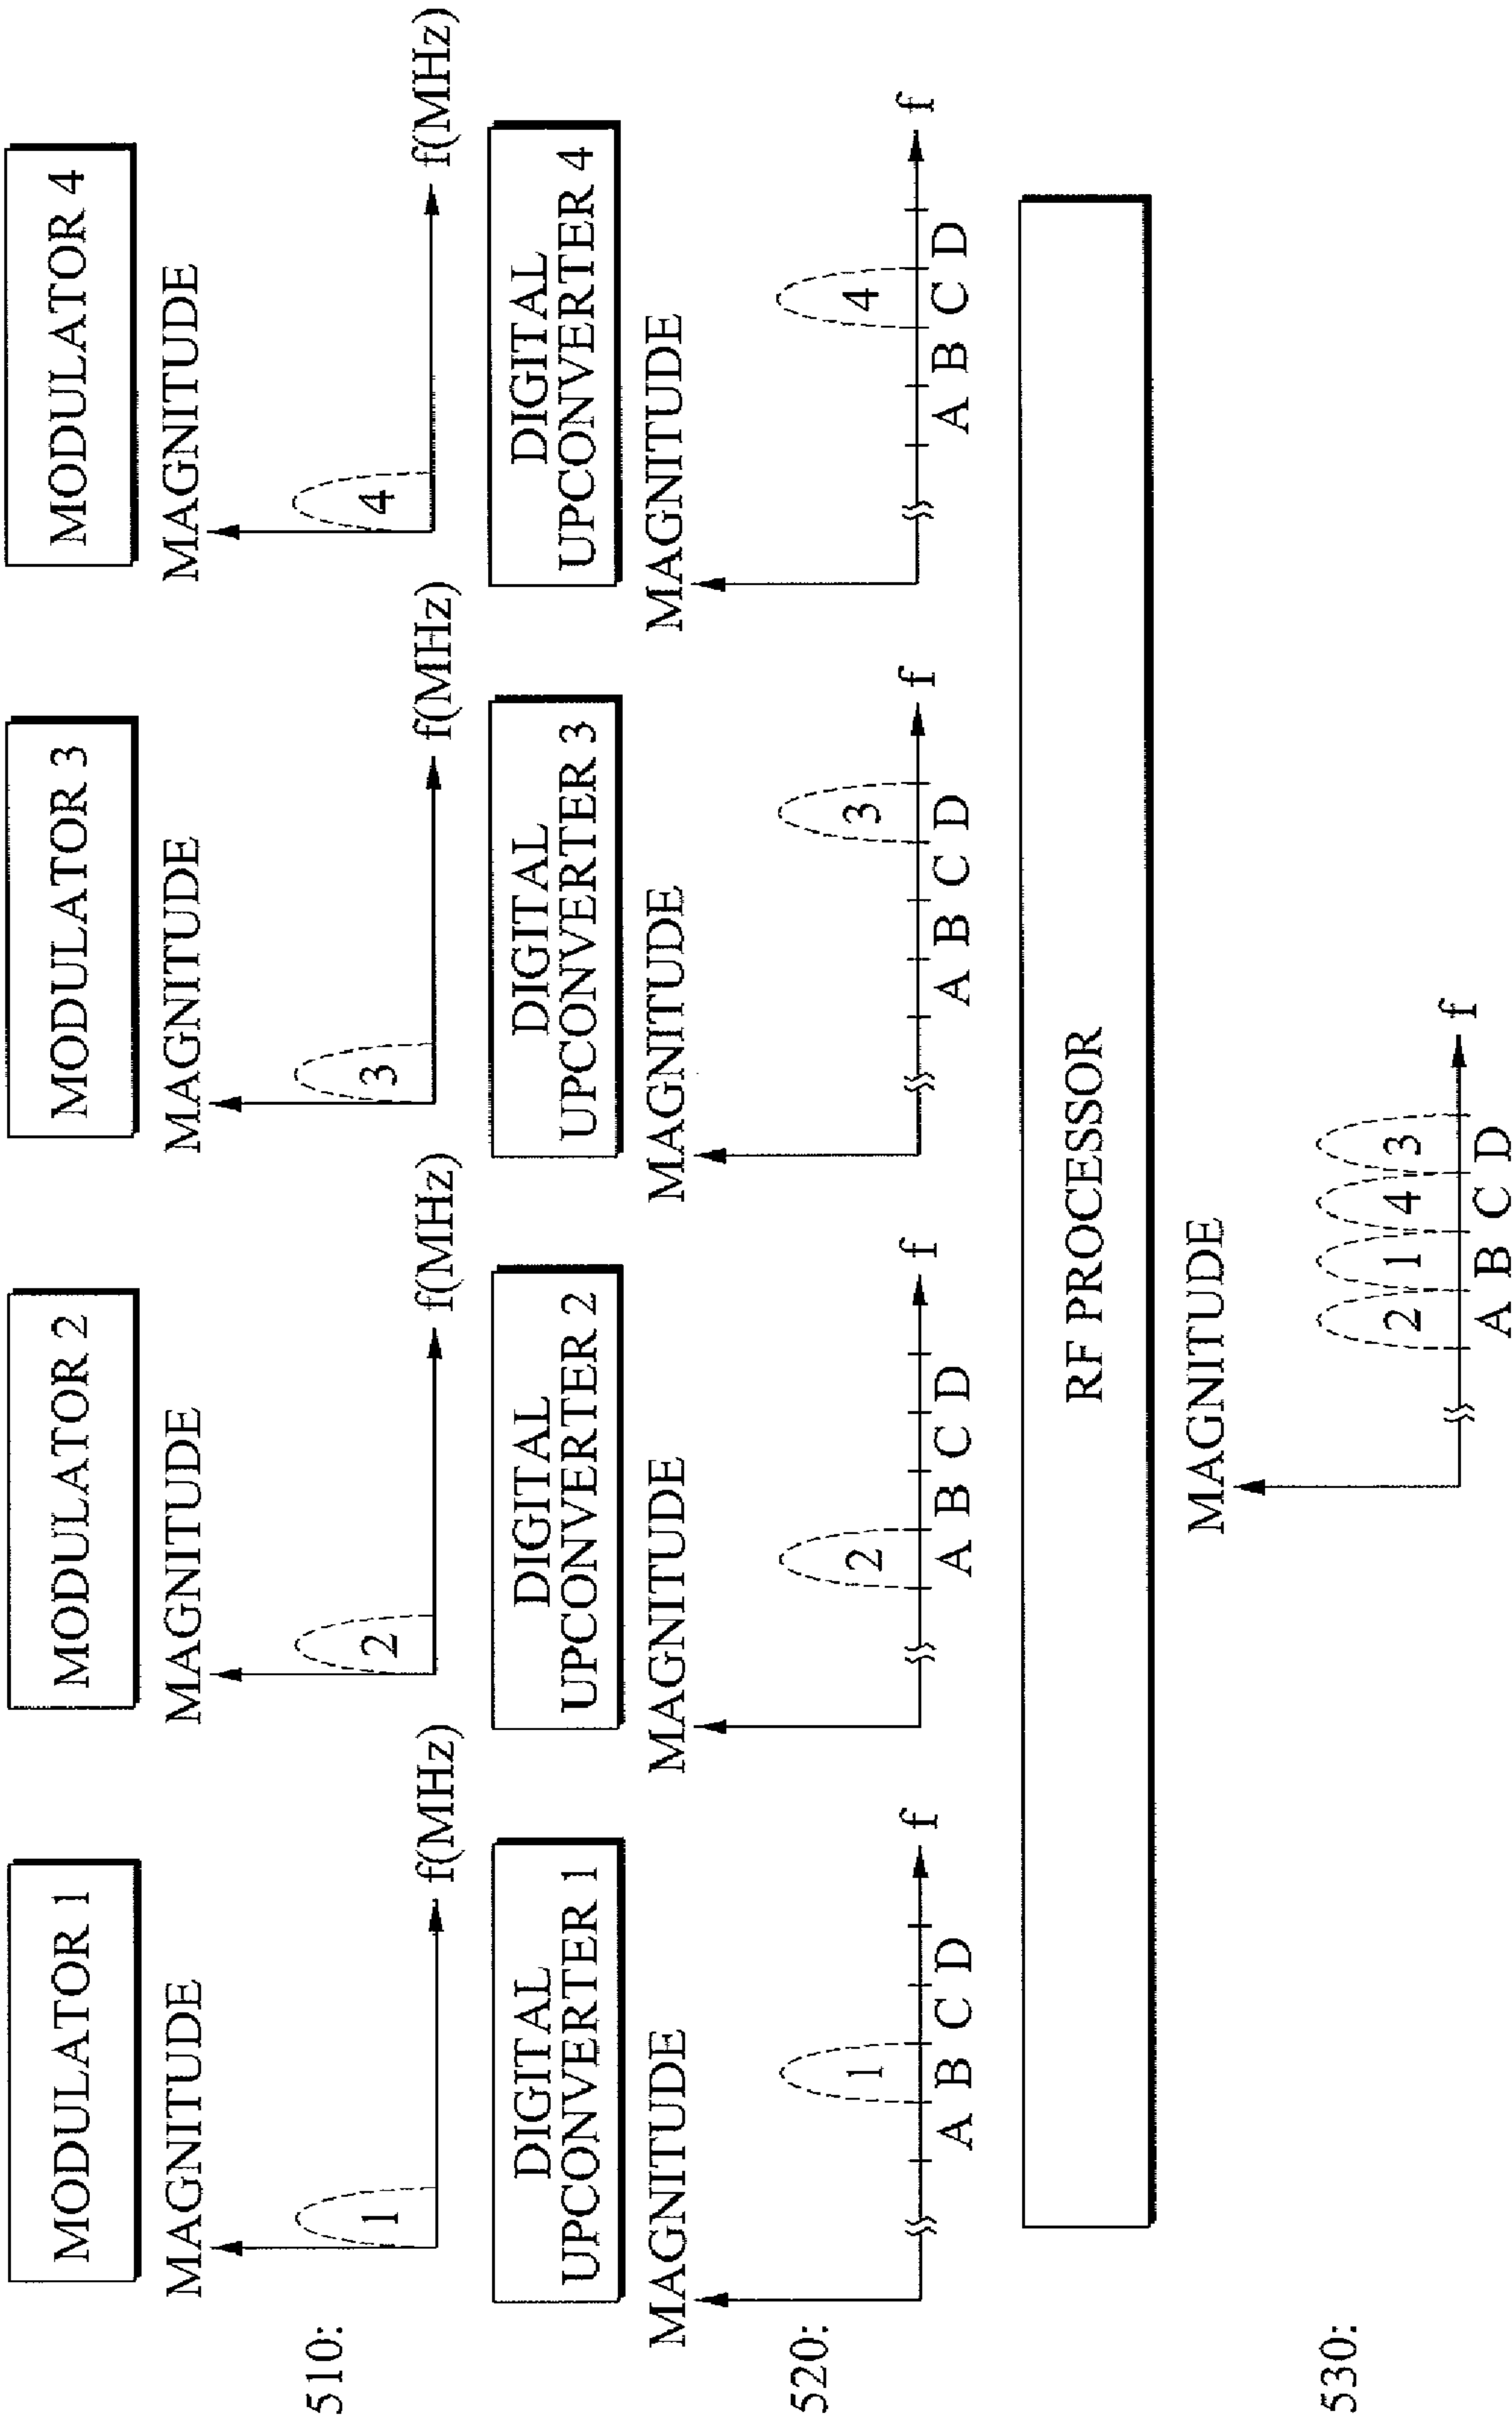 MODULATOR 1
MODULATOR 2
MODULATOR 3
MODULATOR 4
MAGNITUDE
MAGNITUDE
MAGNITUDE
MAGNITUDE
510:
1
2
3
4
f(MHz)
f(MHz)
f(MHz)
f(MHz)
DIGITAL
UPCONVERTER 1
DIGITAL
UPCONVERTER 2
DIGITAL
UPCONVERTER 3
DIGITAL
UPCONVERTER 4
MAGNITUDE
MAGNITUDE
MAGNITUDE
MAGNITUDE
520:
1
2
3
4
f
f
f
f
A B C D
A B C D
A B C D
A B C D
RF PROCESSOR
MAGNITUDE
530:
2 1 4 3
f
A B C D